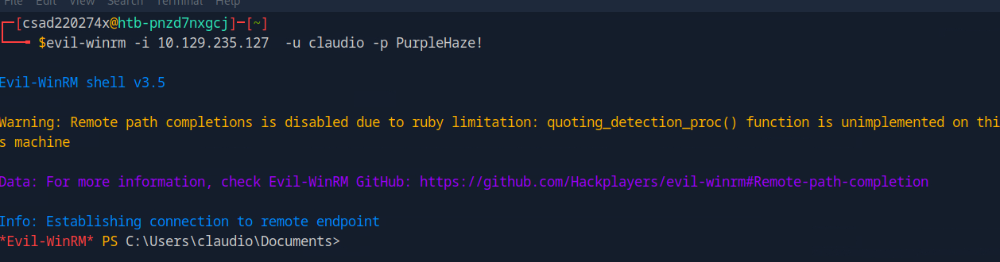 File Edit View Search Terminal Help
[csad220274x@htb-pnzd7nxgcj]─[~]
$evil-winrm -i 10.129.235.127  -u claudio -p PurpleHaze!
Evil-WinRM shell v3.5
Warning: Remote path completions is disabled due to ruby limitation: quoting_detection_proc() function is unimplemented on thi
s machine
Data: For more information, check Evil-WinRM GitHub: https://github.com/Hackplayers/evil-winrm#Remote-path-completion
Info: Establishing connection to remote endpoint
*Evil-WinRM* PS C:\Users\claudio\Documents>